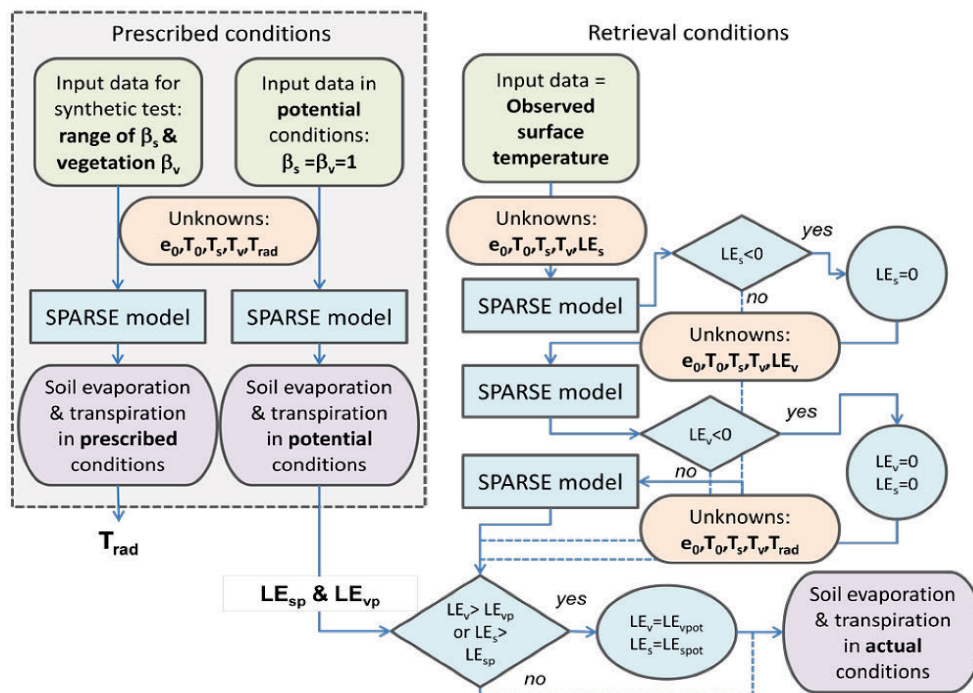 Prescribed conditions
Input data for
synthetic test:
range of βs &
vegetation βv
Input data in
potential
conditions:
βs =βv=1
Unknowns:
e0,T0,Ts,Tv,Trad
SPARSE model
SPARSE model
Soil evaporation
& transpiration
in prescribed
conditions
Soil evaporation
& transpiration
in potential
conditions
Trad
LEsp & LEvp
Retrieval conditions
Input data =
Observed
surface
temperature
Unknowns:
e0,T0,Ts,Tv,LEs
SPARSE model
LEs<0
yes
no
LEs=0
Unknowns:
e0,T0,Ts,Tv,LEv
SPARSE model
LEv<0
yes
no
LEv=0
LEs=0
SPARSE model
Unknowns:
e0,T0,Ts,Tv,Trad
LEv> LEvp
or LEs>
LEsp
yes
no
LEv=LEvpot
LEs=LEspot
Soil evaporation
& transpiration
in actual
conditions